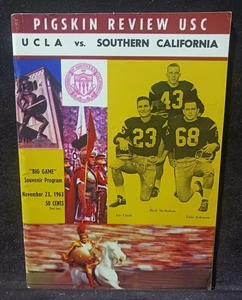 PIGSKIN REVIEW USC
UCLA vs. SOUTHERN CALIFORNIA
43
23
68
"BIG GAME"
Souvenir Program
November 23, 1963
50 CENTS